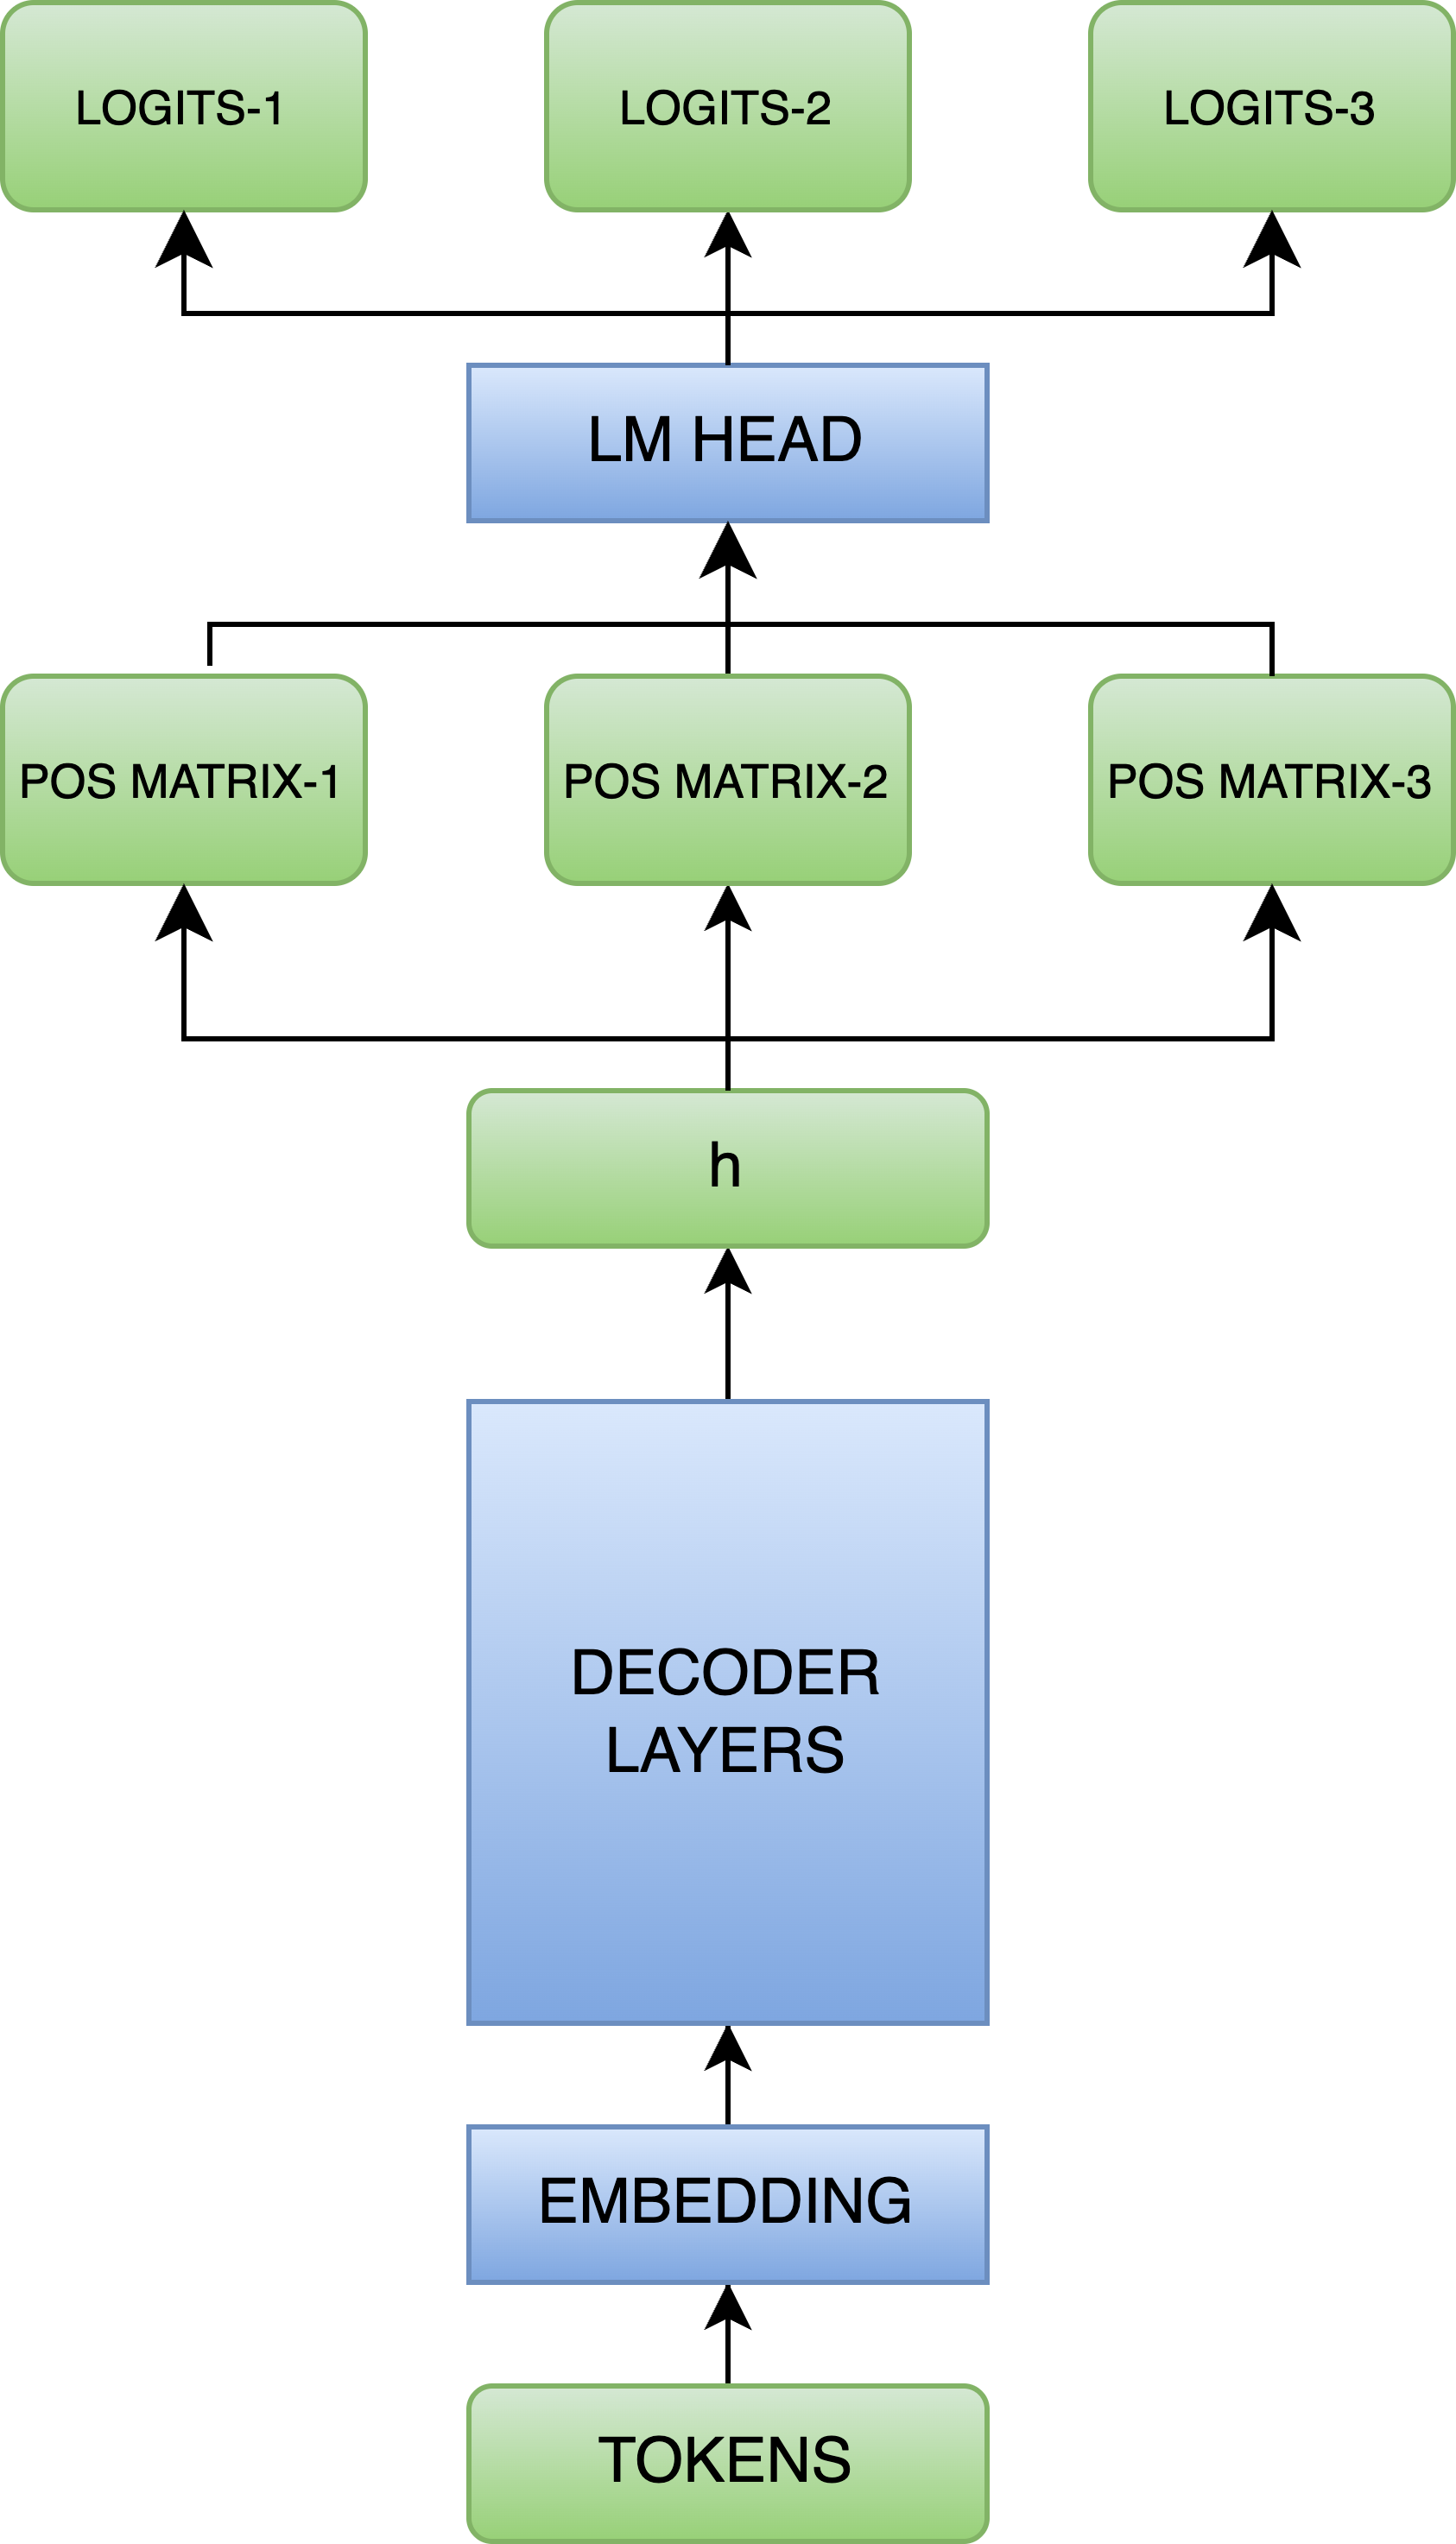 LOGITS-1
LOGITS-2
LOGITS-3
LM HEAD
POS MATRIX-1
POS MATRIX-2
POS MATRIX-3
h
DECODER
LAYERS
EMBEDDING
TOKENS